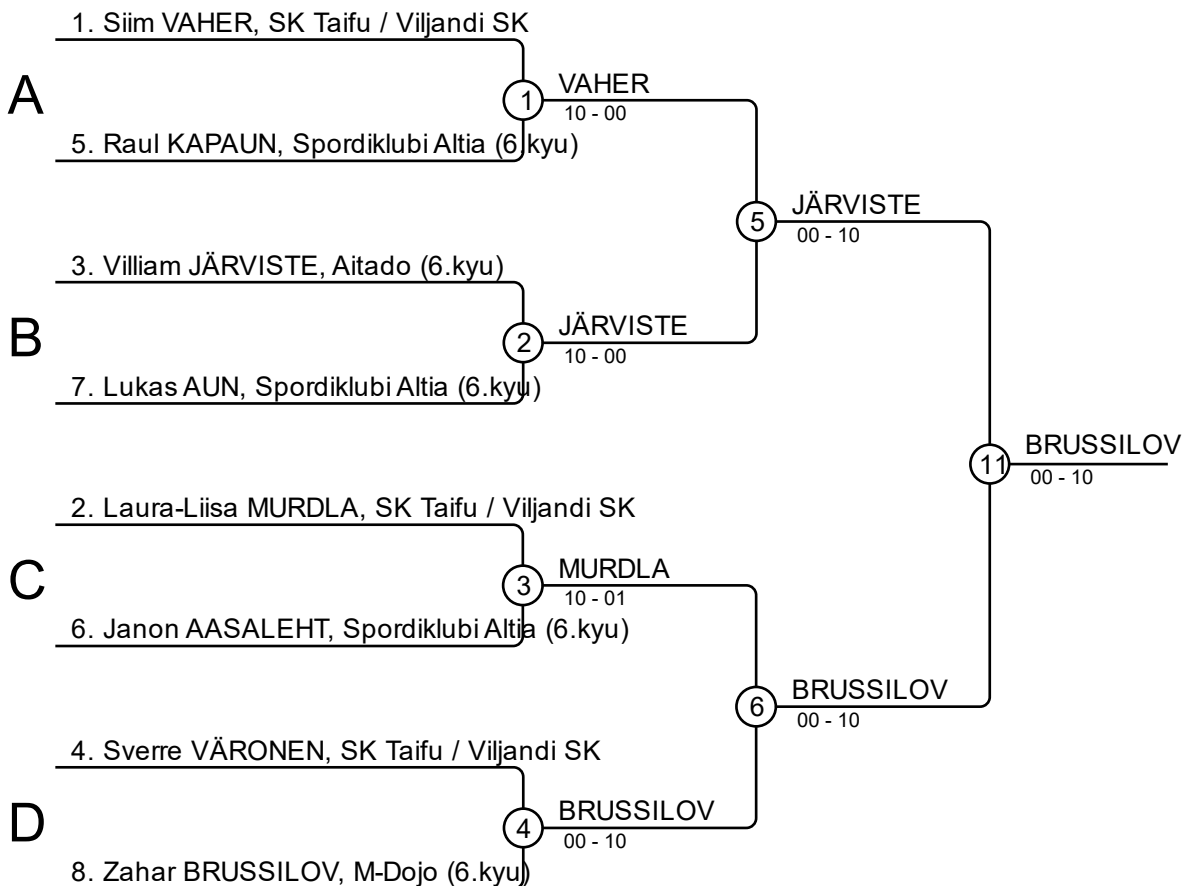 1. Siim VAHER, SK Taifu / Viljandi SK
A
1
VAHER
10 - 00
5. Raul KAPAUN, Spordiklubi Altia (6.kyu)
5
JÄRVISTE
00 - 10
3. Villiam JÄRVISTE, Aitado (6.kyu)
B
2
JÄRVISTE
10 - 00
7. Lukas AUN, Spordiklubi Altia (6.kyu)
11
BRUSSILOV
00 - 10
2. Laura-Liisa MURDLA, SK Taifu / Viljandi SK
C
3
MURDLA
10 - 01
6. Janon AASALEHT, Spordiklubi Altia (6.kyu)
6
BRUSSILOV
00 - 10
4. Sverre VÄRONEN, SK Taifu / Viljandi SK
D
4
BRUSSILOV
00 - 10
8. Zahar BRUSSILOV, M-Dojo (6.kyu)